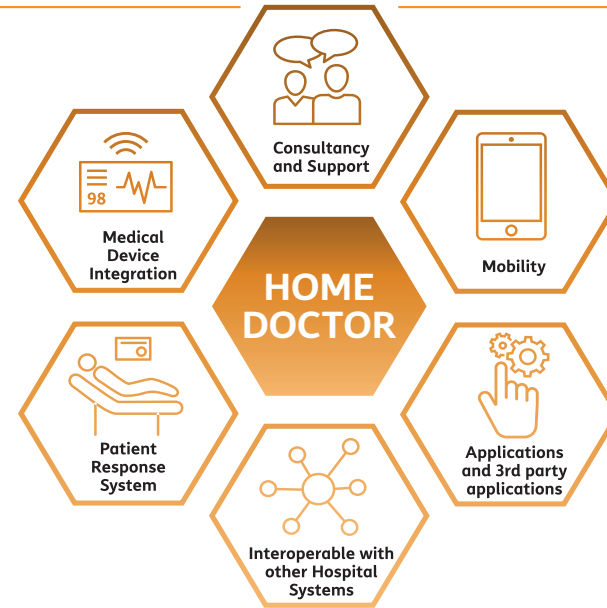 Consultancy
and Support
98
Medical
Device
Integration
Mobility
HOME
DOCTOR
Patient
Response
System
Applications
and 3rd party
applications
Interoperable with
other Hospital
Systems